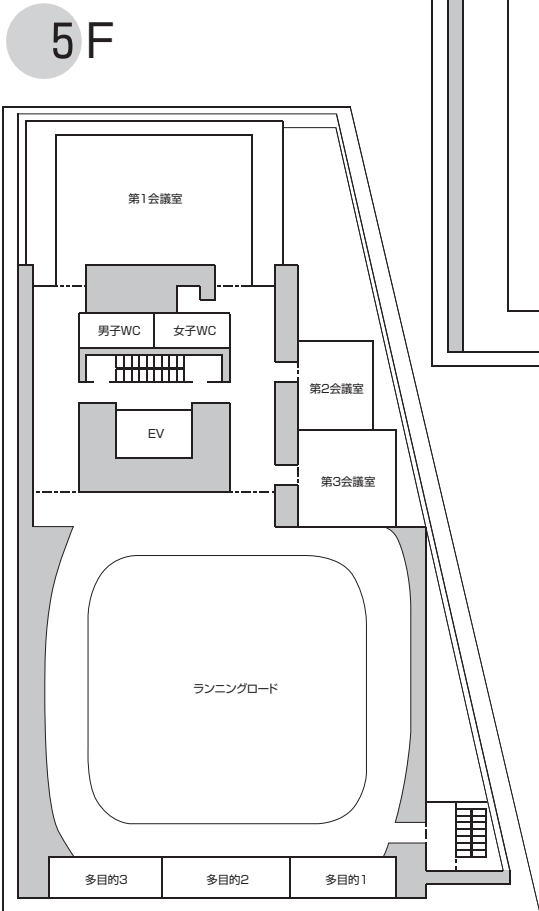 5F
第1会議室
男子WC 女子WC
第2会議室
EV
第3会議室
ランニングロード
多目的3 多目的2 多目的1